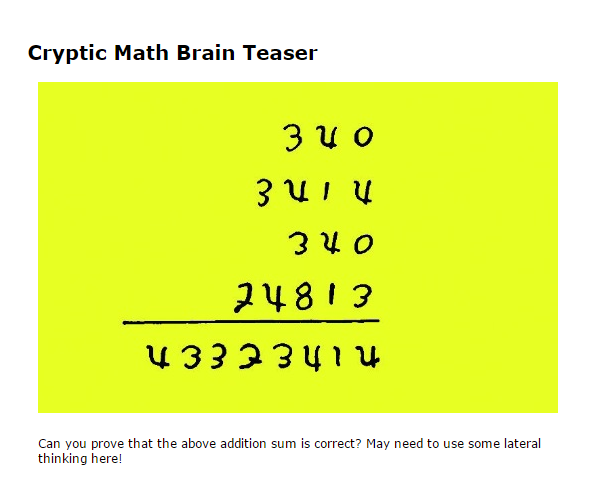 Cryptic Math Brain Teaser
340
3414
340
24813
43323414
Can you prove that the above addition sum is correct? May need to use some lateral
thinking here!